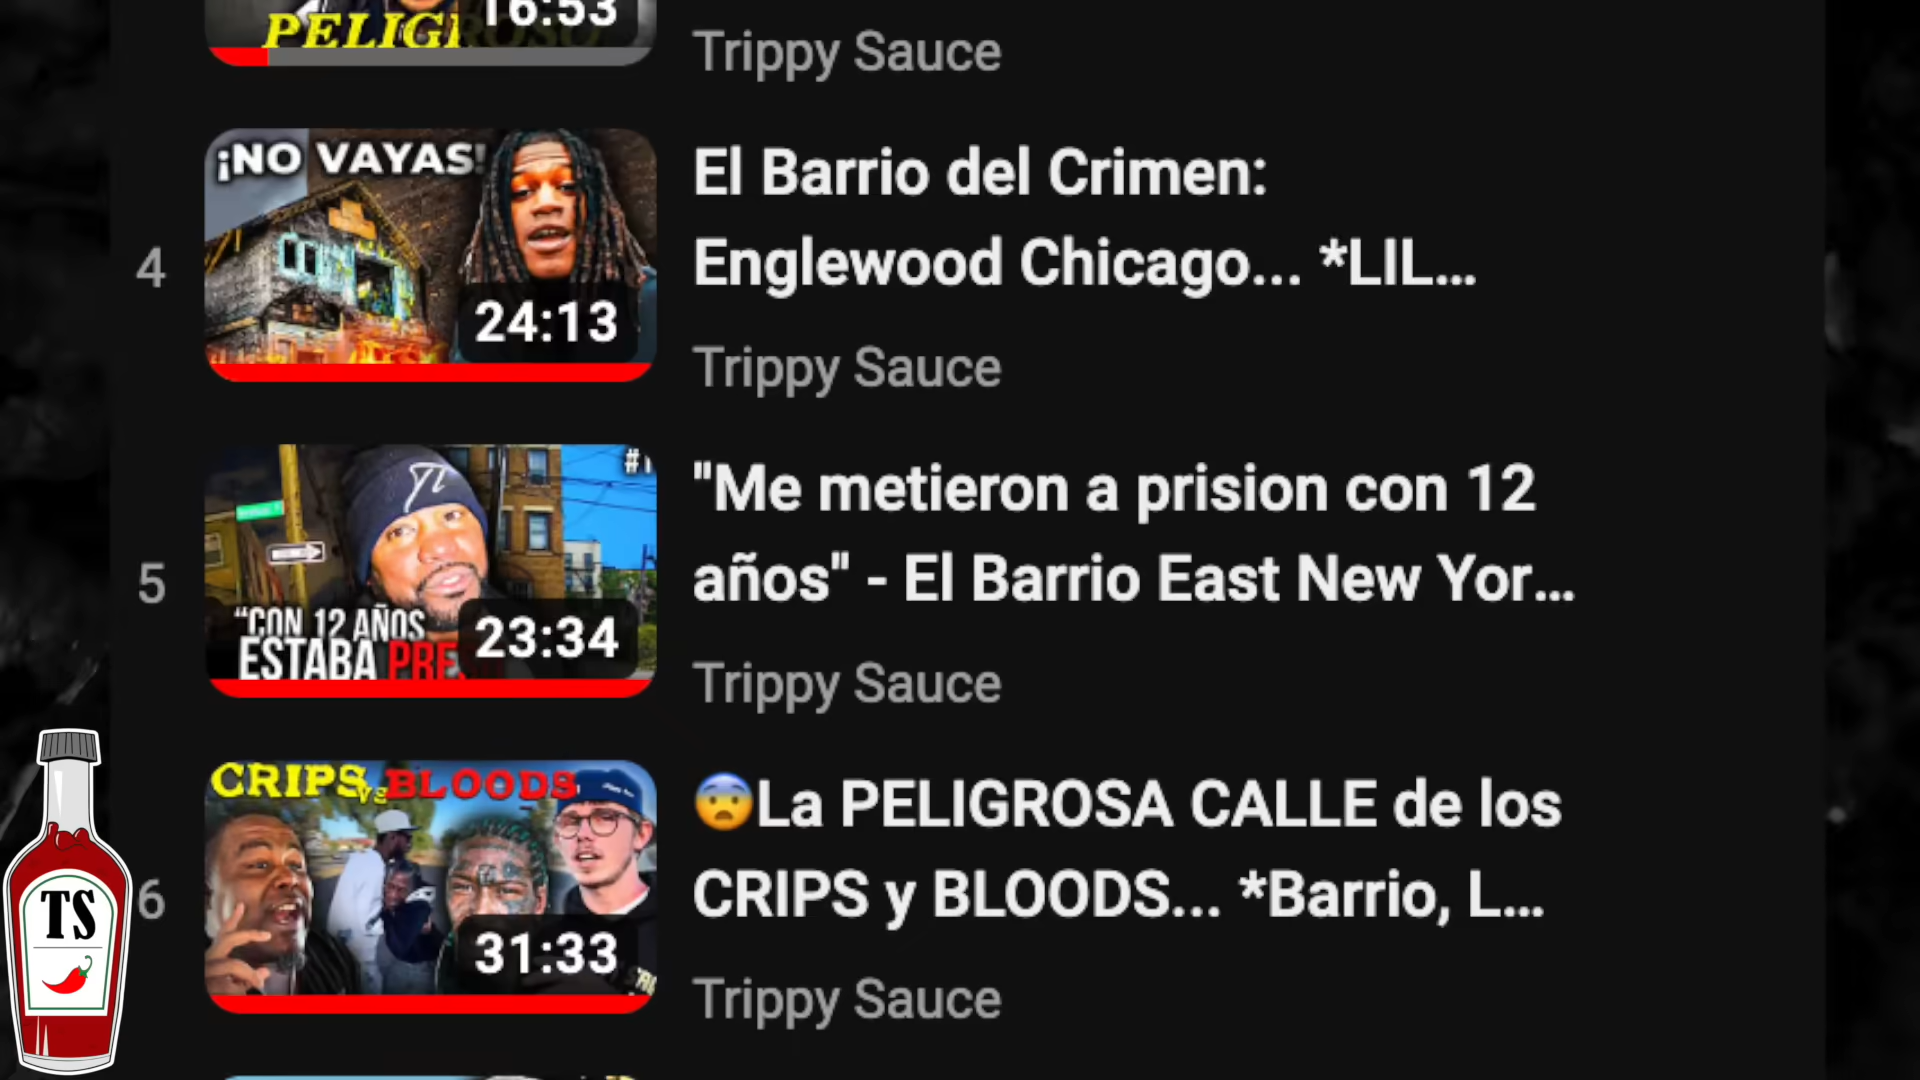 16:53
Trippy Sauce
4
¡NO VAYAS!
24:13
El Barrio del Crimen:
Englewood Chicago... *LIL...
Trippy Sauce
5
"CON 12 AÑOS
ESTABA
23:34
"Me metieron a prision con 12
años" - El Barrio East New Yor...
Trippy Sauce
6
CRIPS VS BLOODS
31:33
😨La PELIGROSA CALLE de los
CRIPS y BLOODS... *Barrio, L...
Trippy Sauce
TS